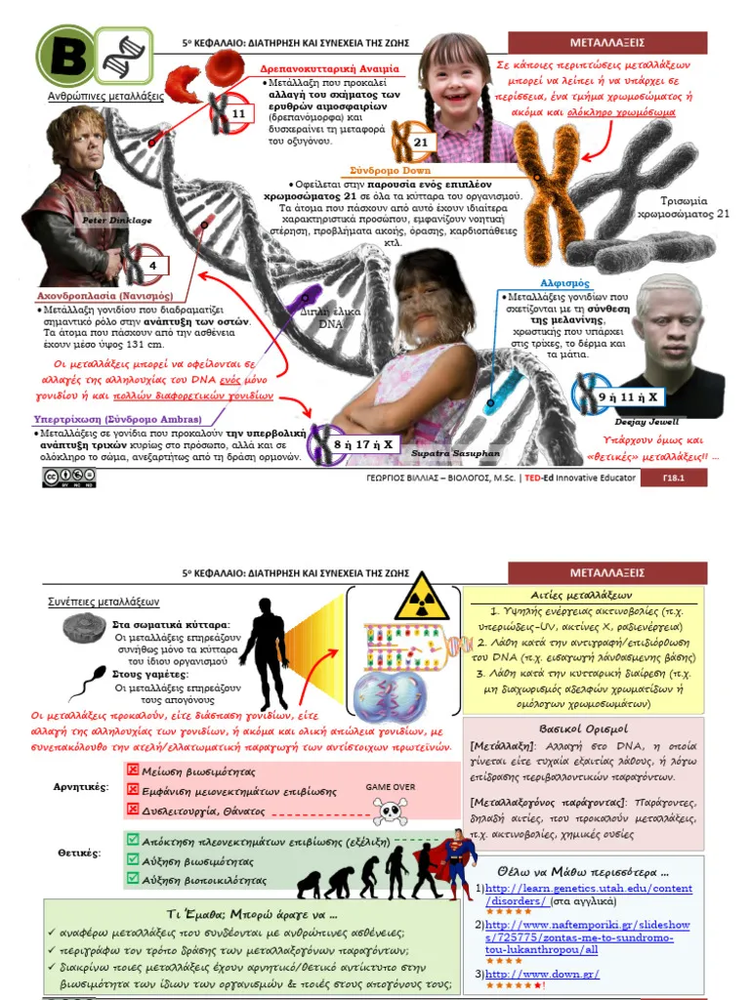 5ο ΚΕΦΑΛΑΙΟ: ΔΙΑΤΗΡΗΣΗ ΚΑΙ ΣΥΝΕΧΕΙΑ ΤΗΣ ΖΩΗΣ
ΜΕΤΑΛΛΑΞΕΙΣ
B
Ανθρώπινες μεταλλάξεις
Δρεπανοκυτταρική Αναιμία
• Μετάλλαξη που προκαλεί
αλλαγή του σχήματος των
ερυθρών αιμοσφαιρίων
(δρεπανόμορφα) και
δυσχεραίνει τη μεταφορά
του οξυγόνου.
11
21
Σε κάποιες περιπτώσεις μεταλλάξεων
μπορεί να λείπει ή να υπάρχει σε
περίσσεια, ένα τμήμα χρωμοσώματος ή
ακόμα και ολόκληρο χρωμόσωμα
Σύνδρομο Down
• Οφείλεται στην παρουσία ενός επιπλέον
χρωμοσώματος 21 σε όλα τα κύτταρα του οργανισμού.
Τα άτομα που πάσχουν από αυτό έχουν ιδιαίτερα
χαρακτηριστικά προσώπου, εμφανίζουν νοητική
στέρηση, προβλήματα ακοής, όρασης, καρδιοπάθειες
κτλ.
Τρισωμία
χρωμοσώματος 21
Peter Dinklage
4
Αχονδροπλασία (Νανισμός)
• Μετάλλαξη γονιδίου που διαδραματίζει
σημαντικό ρόλο στην ανάπτυξη των οστών.
Τα άτομα που πάσχουν από την ασθένεια
έχουν μέσο ύψος 131 cm.
Διπλή έλικα
DNA
Αλφισμός
• Μεταλλάξεις γονιδίων που
σχετίζονται με τη σύνθεση
της μελανίνης,
χρωστικής που υπάρχει
στις τρίχες, το δέρμα και
τα μάτια.
9 ή 11 ή Χ
Deejay Jewell
Οι μεταλλάξεις μπορεί να οφείλονται σε
αλλαγές της αλληλουχίας του DNA ενός μόνο
γονιδίου ή και πολλών διαφορετικών γονιδίων
Υπερτρίχωση (Σύνδρομο Ambras)
• Μεταλλάξεις σε γονίδια που προκαλούν την υπερβολική
ανάπτυξη τριχών κυρίως στο πρόσωπο, αλλά και σε
ολόκληρο το σώμα, ανεξαρτήτως από τη δράση ορμονών.
8 ή 17 ή Χ
Supatra Sasuphan
Υπάρχουν όμως και
«θετικές» μεταλλάξεις!! ...
cc BY NC ND
ΓΕΩΡΓΙΟΣ ΒΙΛΛΙΑΣ – ΒΙΟΛΟΓΟΣ, M.Sc. | TED-Ed Innovative Educator
Γ18.1
5ο ΚΕΦΑΛΑΙΟ: ΔΙΑΤΗΡΗΣΗ ΚΑΙ ΣΥΝΕΧΕΙΑ ΤΗΣ ΖΩΗΣ
ΜΕΤΑΛΛΑΞΕΙΣ
Συνέπειες μεταλλάξεων
Στα σωματικά κύτταρα:
Οι μεταλλάξεις επηρεάζουν
συνήθως μόνο τα κύτταρα
του ίδιου οργανισμού
Στους γαμέτες:
Οι μεταλλάξεις επηρεάζουν
τους απογόνους
Αιτίες μεταλλάξεων
1. Υψηλής ενέργειας ακτινοβολίες (π.χ.
υπεριώδεις-UV, ακτίνες Χ, ραδιενέργεια)
2. Λάθη κατά την αντιγραφή/επιδιόρθωση
του DNA (π.χ. εισαγωγή λανθασμένης βάσης)
3. Λάθη κατά την κυτταρική διαίρεση (π.χ.
μη διαχωρισμός αδελφών χρωματίδων ή
ομόλογων χρωμοσωμάτων)
Οι μεταλλάξεις προκαλούν, είτε διάσπαση γονιδίων, είτε
αλλαγή της αλληλουχίας των γονιδίων, ή ακόμα και ολική απώλεια γονιδίων, με
συνεπακόλουθο την ατελή/ελλατωματική παραγωγή των αντίστοιχων πρωτεϊνών.
Βασικοί Ορισμοί
[Μετάλλαξη]: Αλλαγή στο DNA, η οποία
γίνεται είτε τυχαία εξαιτίας λάθους, ή λόγω
επίδρασης περιβαλλοντικών παραγόντων.
[Μεταλλαξογόνος παράγοντας]: Παράγοντες,
δηλαδή αιτίες, που προκαλούν μεταλλάξεις,
π.χ. ακτινοβολίες, χημικές ουσίες
Αρνητικές:
Μείωση βιωσιμότητας
Εμφάνιση μειονεκτημάτων επιβίωσης
Δυσλειτουργία, Θάνατος
GAME OVER
Θετικές:
Απόκτηση πλεονεκτημάτων επιβίωσης (εξέλιξη)
Αύξηση βιωσιμότητας
Αύξηση βιοποικιλότητας
Θέλω να Μάθω περισσότερα ...
1) http://learn.genetics.utah.edu/content
/disorders/ (στα αγγλικά)
2) http://www.naftemporiki.gr/slideshow
s/725775/zontas-me-to-sundromo-
tou-lukanthropou/all
3) http://www.down.gr/
!
Τι Έμαθα; Μπορώ άραγε να ...
✓ αναφέρω μεταλλάξεις που συνδέονται με ανθρώπινες ασθένειες;
✓ περιγράφω τον τρόπο δράσης των μεταλλαξογόνων παραγόντων;
✓ διακρίνω ποιες μεταλλάξεις έχουν αρνητικό/θετικό αντίκτυπο στην
βιωσιμότητα των ίδιων των οργανισμών & ποιές στους απογόνους τους;